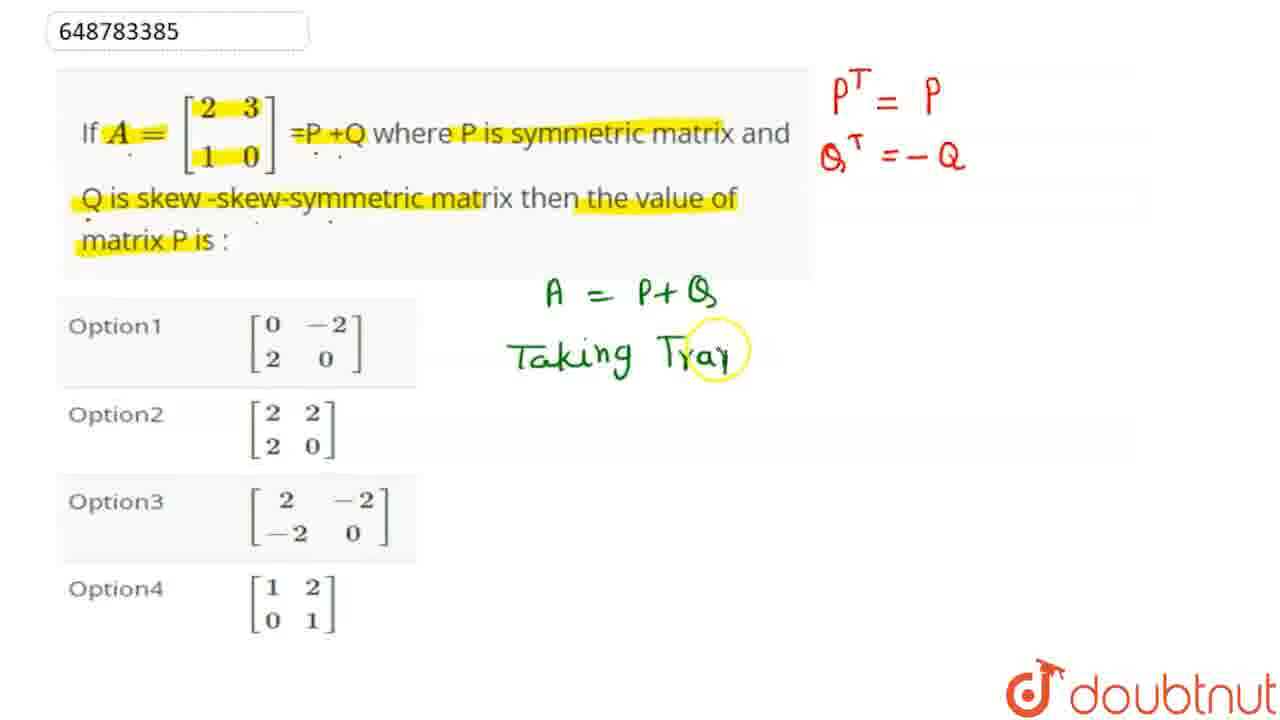 648783385
If A = [2 3
1 0] =P +Q where P is symmetric matrix and
Q is skew -skew-symmetric matrix then the value of
matrix P is :
P^T = P
Q^T = - Q
A = P + Q
Taking Tran
Option1 [0 −2
2 0]
Option2 [2 2
2 0]
Option3 [2 −2
−2 0]
Option4 [1 2
0 1]
doubtnut